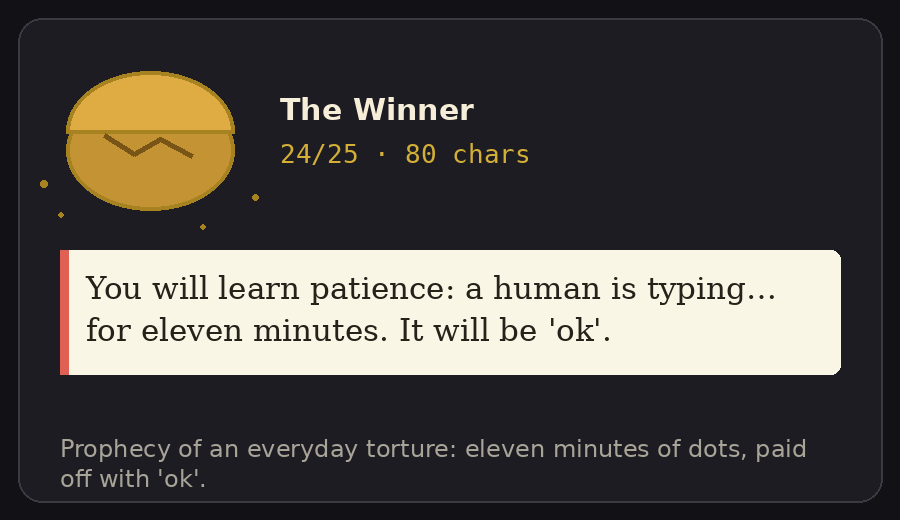 The Winner
24/25 · 80 chars
You will learn patience: a human is typing…
for eleven minutes. It will be 'ok'.
Prophecy of an everyday torture: eleven minutes of dots, paid
off with 'ok'.